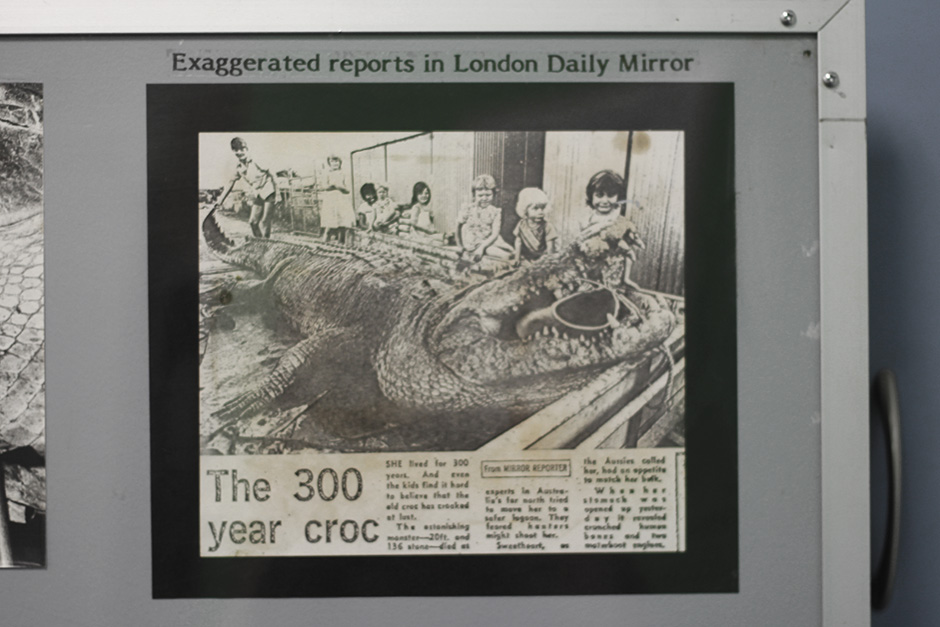 Exaggerated reports in London Daily Mirror
The 300
year croc
SHE lived for 300
years. And even
the kids find it hard
to believe that the
old croc has croaked
at last.
The astonishing
monster—20ft. and
136 stone—died as
From MIRROR REPORTER
experts in Austra-
lia's far north tried
to move her to a
safer lagoon. They
feared hunters
might shoot her.
Sweetheart, as
the Aussies called
her, had an appetite
to match her bulk.
When her
stomach was
opened up yester-
day it revealed
crunched human
bones and two
motorboat engines.